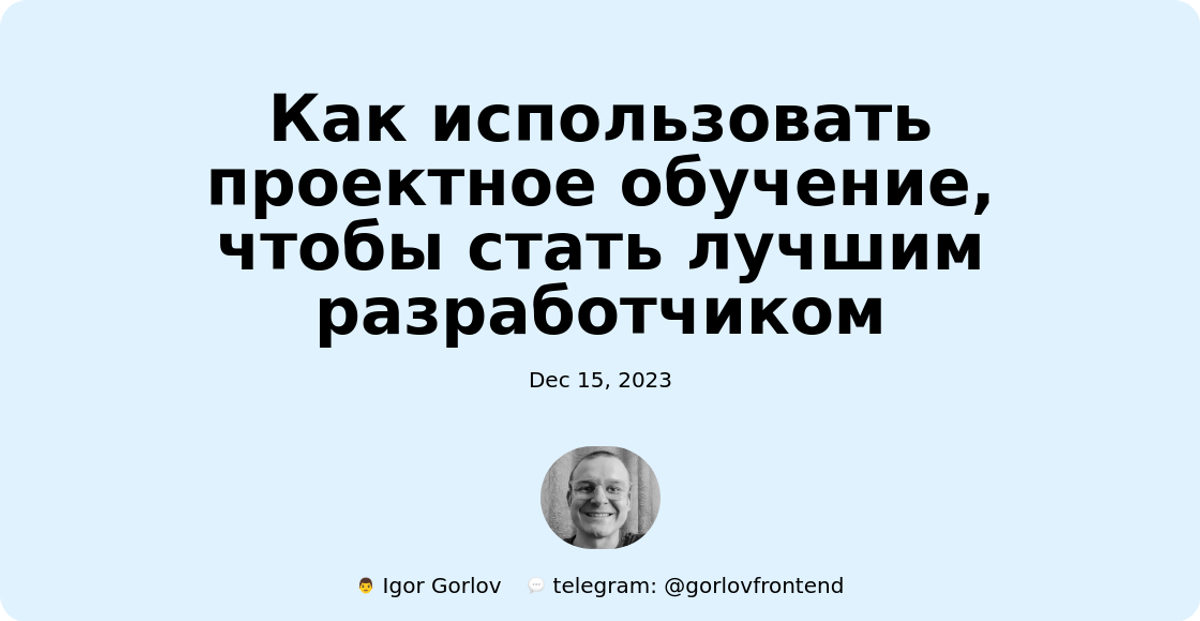 Как использовать
проектное обучение,
чтобы стать лучшим
разработчиком
Dec 15, 2023
👨 Igor Gorlov 💬 telegram: @gorlovfrontend